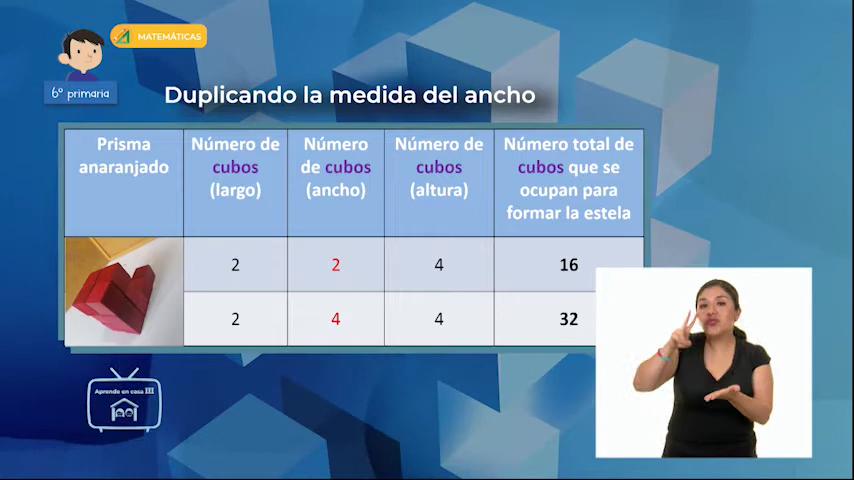 MATEMÁTICAS
6º primaria
Duplicando la medida del ancho
Prisma
anaranjado
Número de
cubos
(largo)
Número
de cubos
(ancho)
Número de
cubos
(altura)
Número total de
cubos que se
ocupan para
formar la estela
2 2 4 16
2 4 4 32
Aprende en casa III